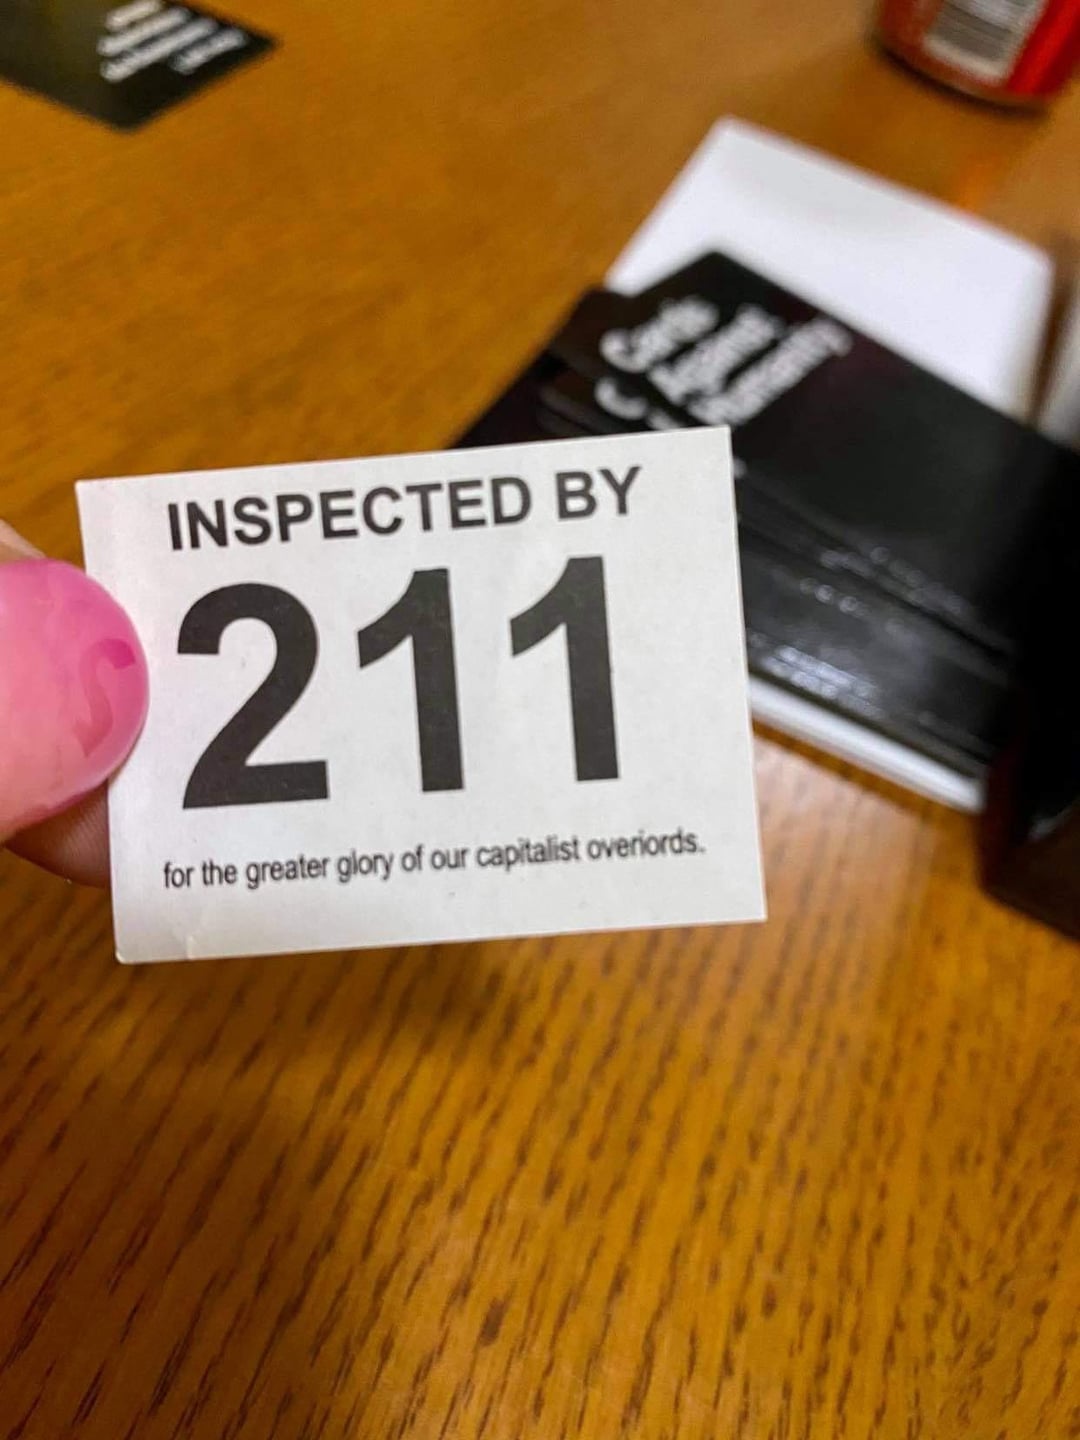 INSPECTED BY
211
for the greater glory of our capitalist overlords.